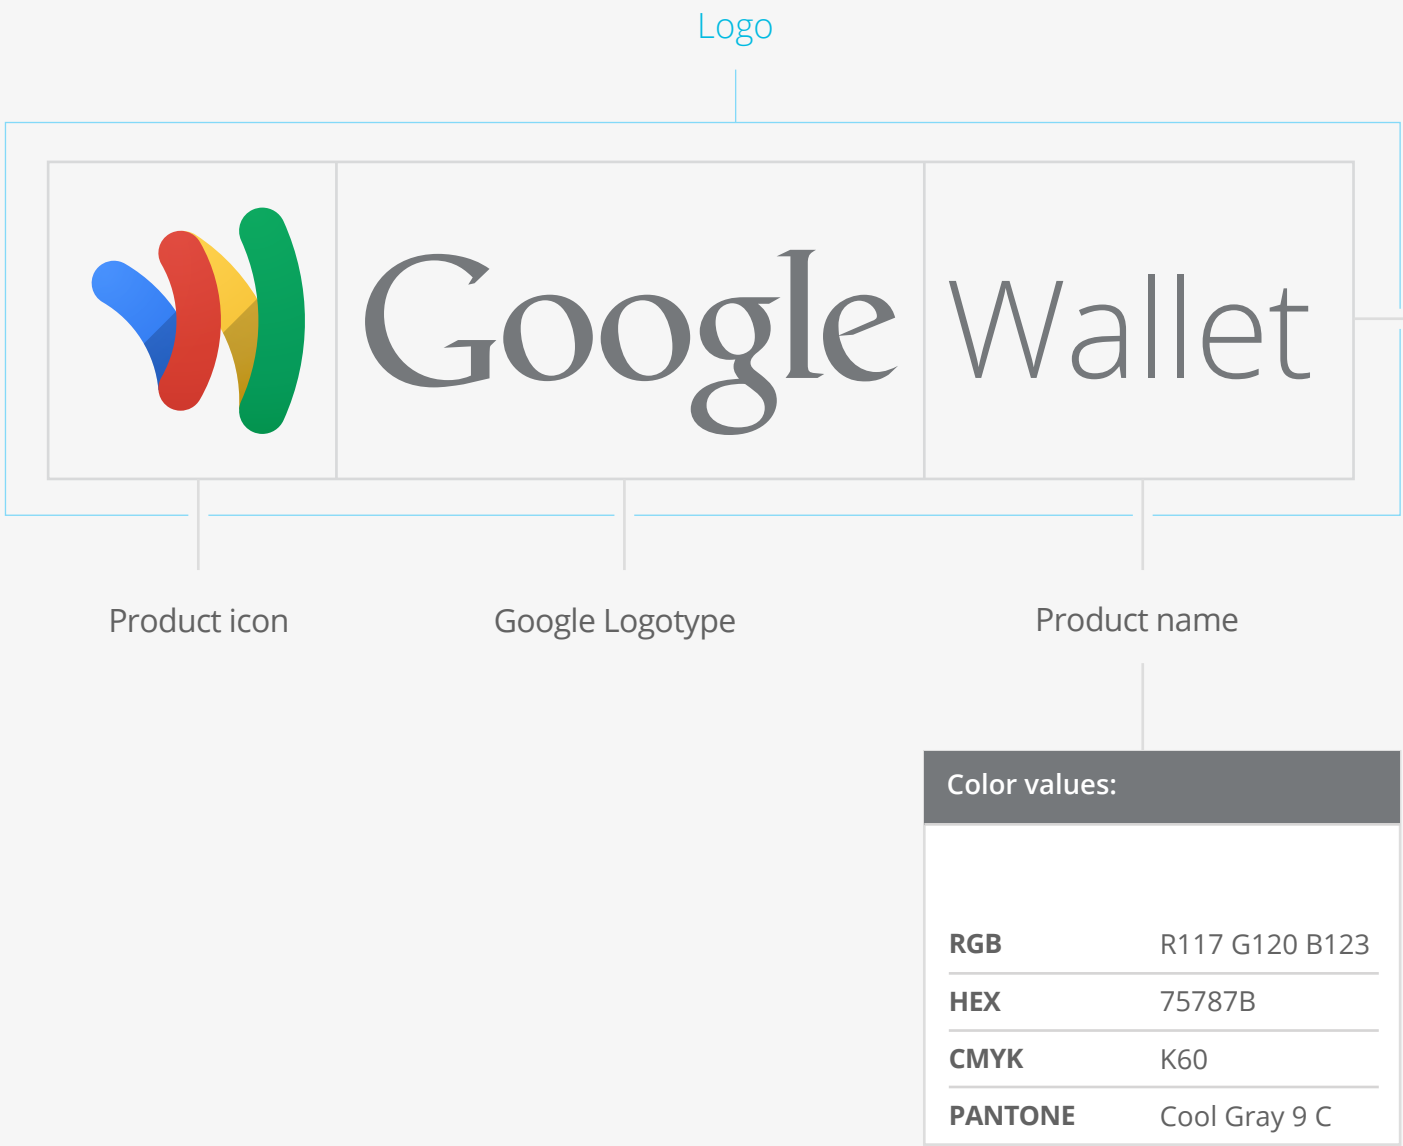 Logo
Google Wallet
Product icon
Google Logotype
Product name
Color values:
RGB R117 G120 B123
HEX 75787B
CMYK K60
PANTONE Cool Gray 9 C